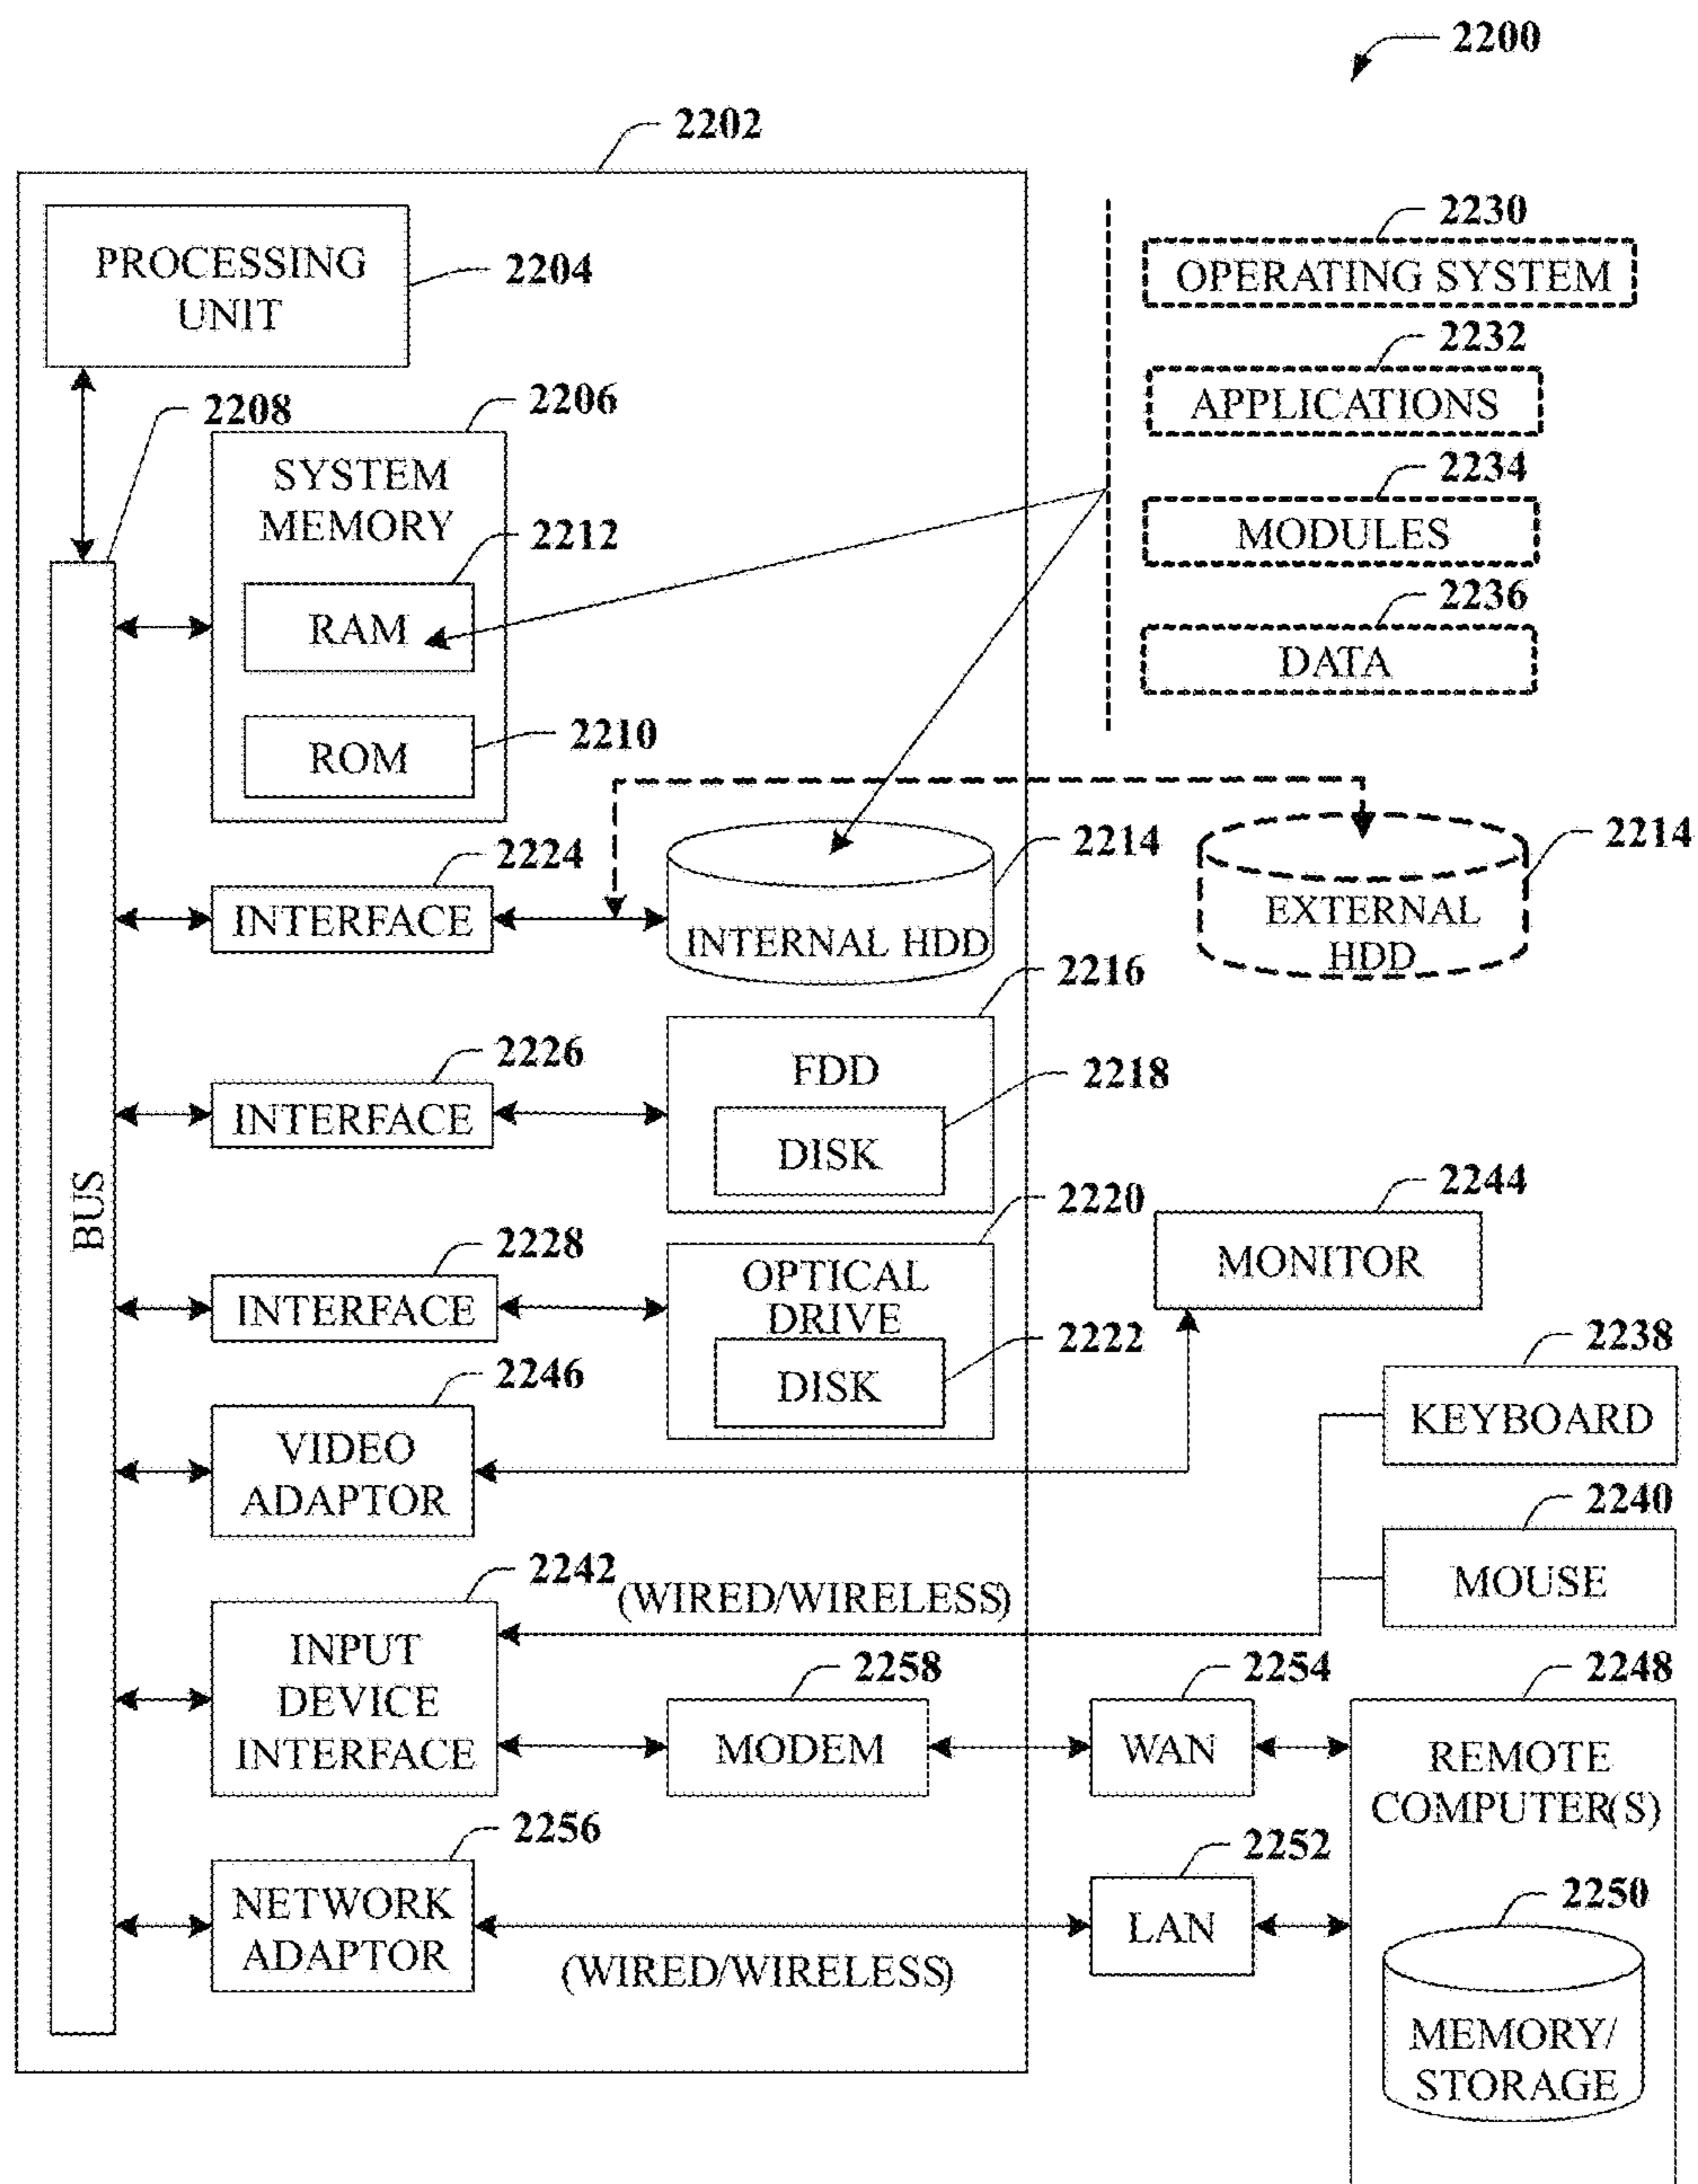 2200
2202
PROCESSING
UNIT
2204
2230
OPERATING SYSTEM
2232
APPLICATIONS
2234
MODULES
2236
DATA
2208
2206
SYSTEM
MEMORY
2212
RAM
2210
ROM
2224
INTERFACE
2214
INTERNAL HDD
2214
EXTERNAL
HDD
2216
FDD
2218
DISK
2226
INTERFACE
BUS
2220
OPTICAL
DRIVE
2222
DISK
2228
INTERFACE
2244
MONITOR
2246
VIDEO
ADAPTOR
2238
KEYBOARD
2240
MOUSE
2242
(WIRED/WIRELESS)
INPUT
DEVICE
INTERFACE
2258
MODEM
2254
WAN
2248
REMOTE
COMPUTER(S)
2256
NETWORK
ADAPTOR
(WIRED/WIRELESS)
2252
LAN
2250
MEMORY/
STORAGE